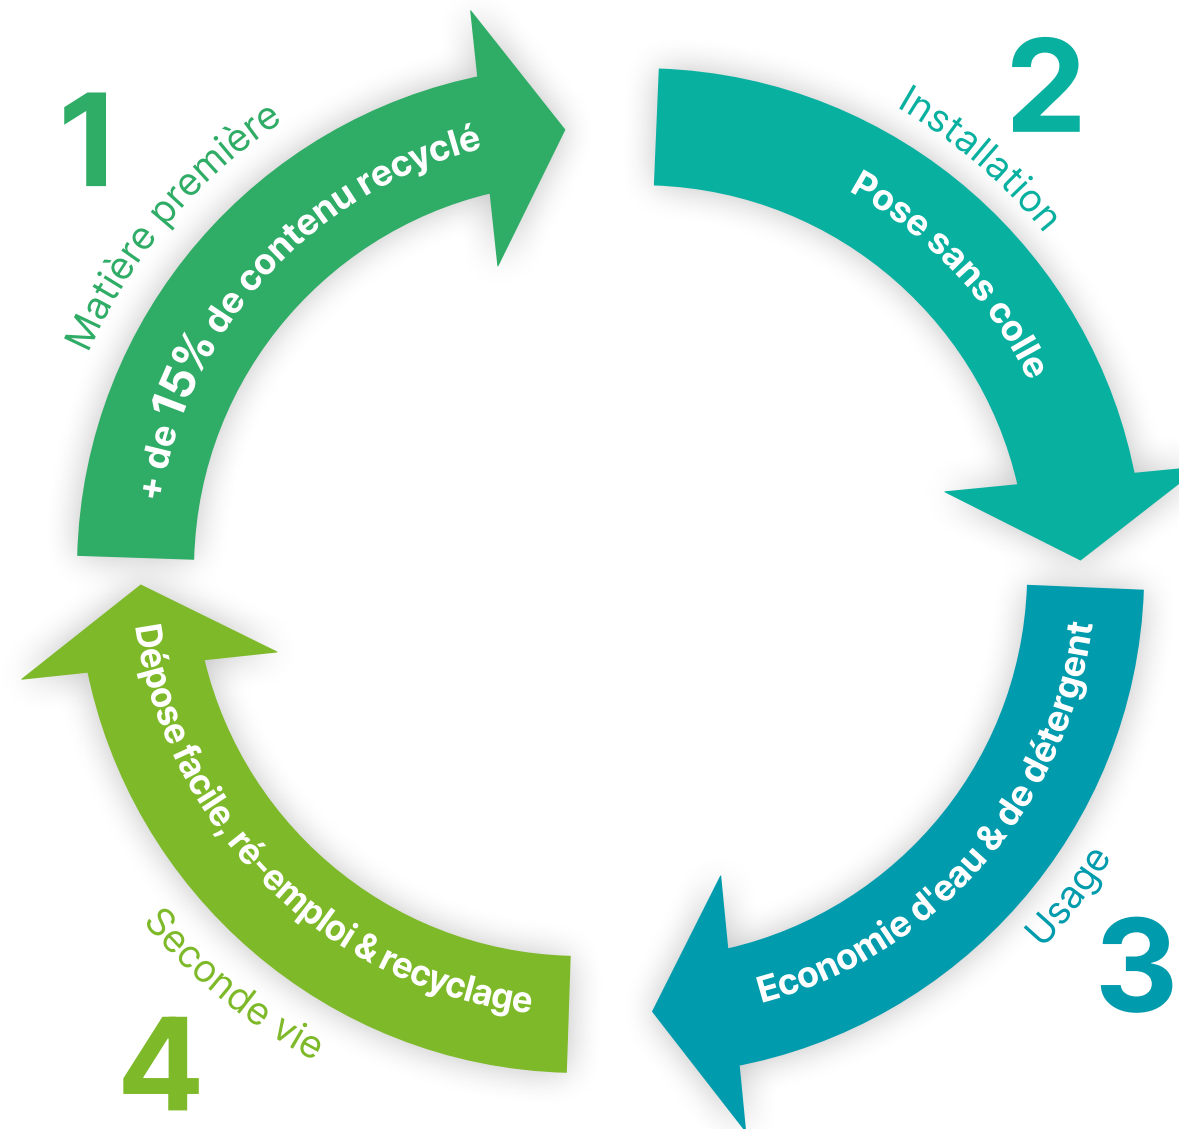 1
Matière première
+ de 15% de contenu recyclé
2
Installation
Pose sans colle
3
Usage
Economie d'eau & de détergent
4
Seconde vie
Dépose facile, ré-emploi & recyclage